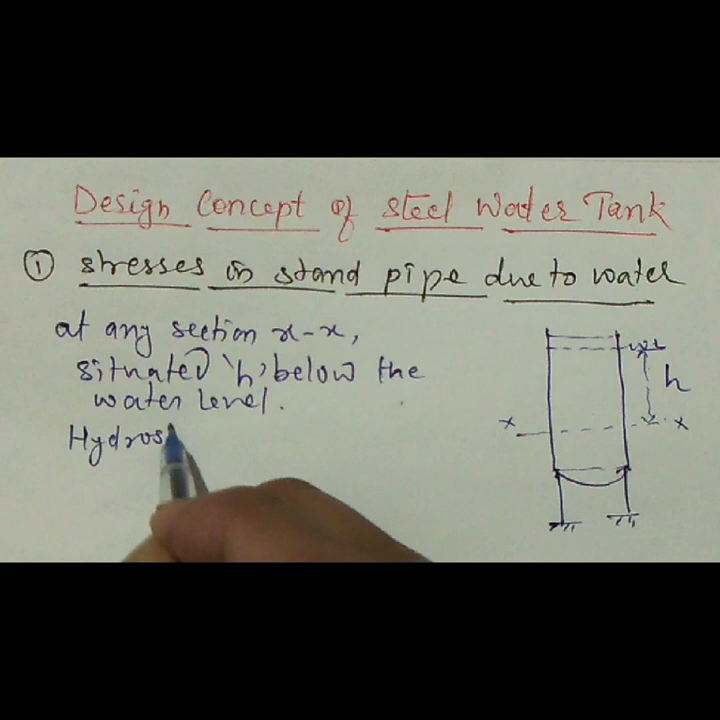 Design Concept of steel Water Tank
① stresses in stand pipe due to water
at any section x-x,
situated 'h' below the
water level.
Hydros
h
x x